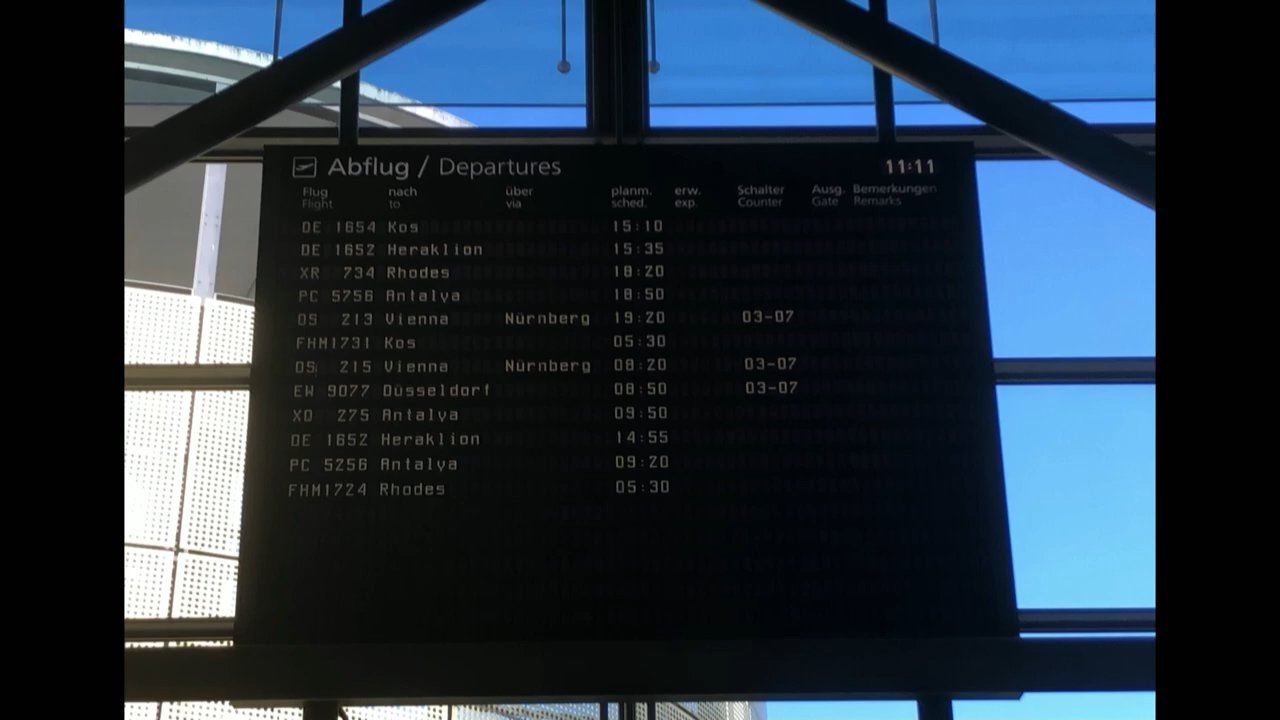 Abflug / Departures 11:11
Flug nach über planm. erw. Schalter Ausg. Bemerkungen
Flight to via sched. exp. Counter Gate Remarks
DE 1654 Kos 15:10
DE 1652 Heraklion 15:35
XR 734 Rhodes 18:20
PC 5756 Antalya 18:50
OS 213 Vienna Nürnberg 19:20 03-07
FHM1731 Kos 05:30
OS 215 Vienna Nürnberg 08:20 03-07
EW 9077 Düsseldorf 08:50 03-07
XQ 275 Antalya 09:50
DE 1652 Heraklion 14:55
PC 5256 Antalya 09:20
FHM1724 Rhodes 05:30